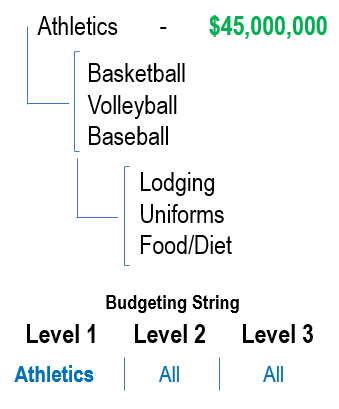 Athletics - $45,000,000
Basketball
Volleyball
Baseball
Lodging
Uniforms
Food/Diet
Budgeting String
Level 1 Level 2 Level 3
Athletics All All